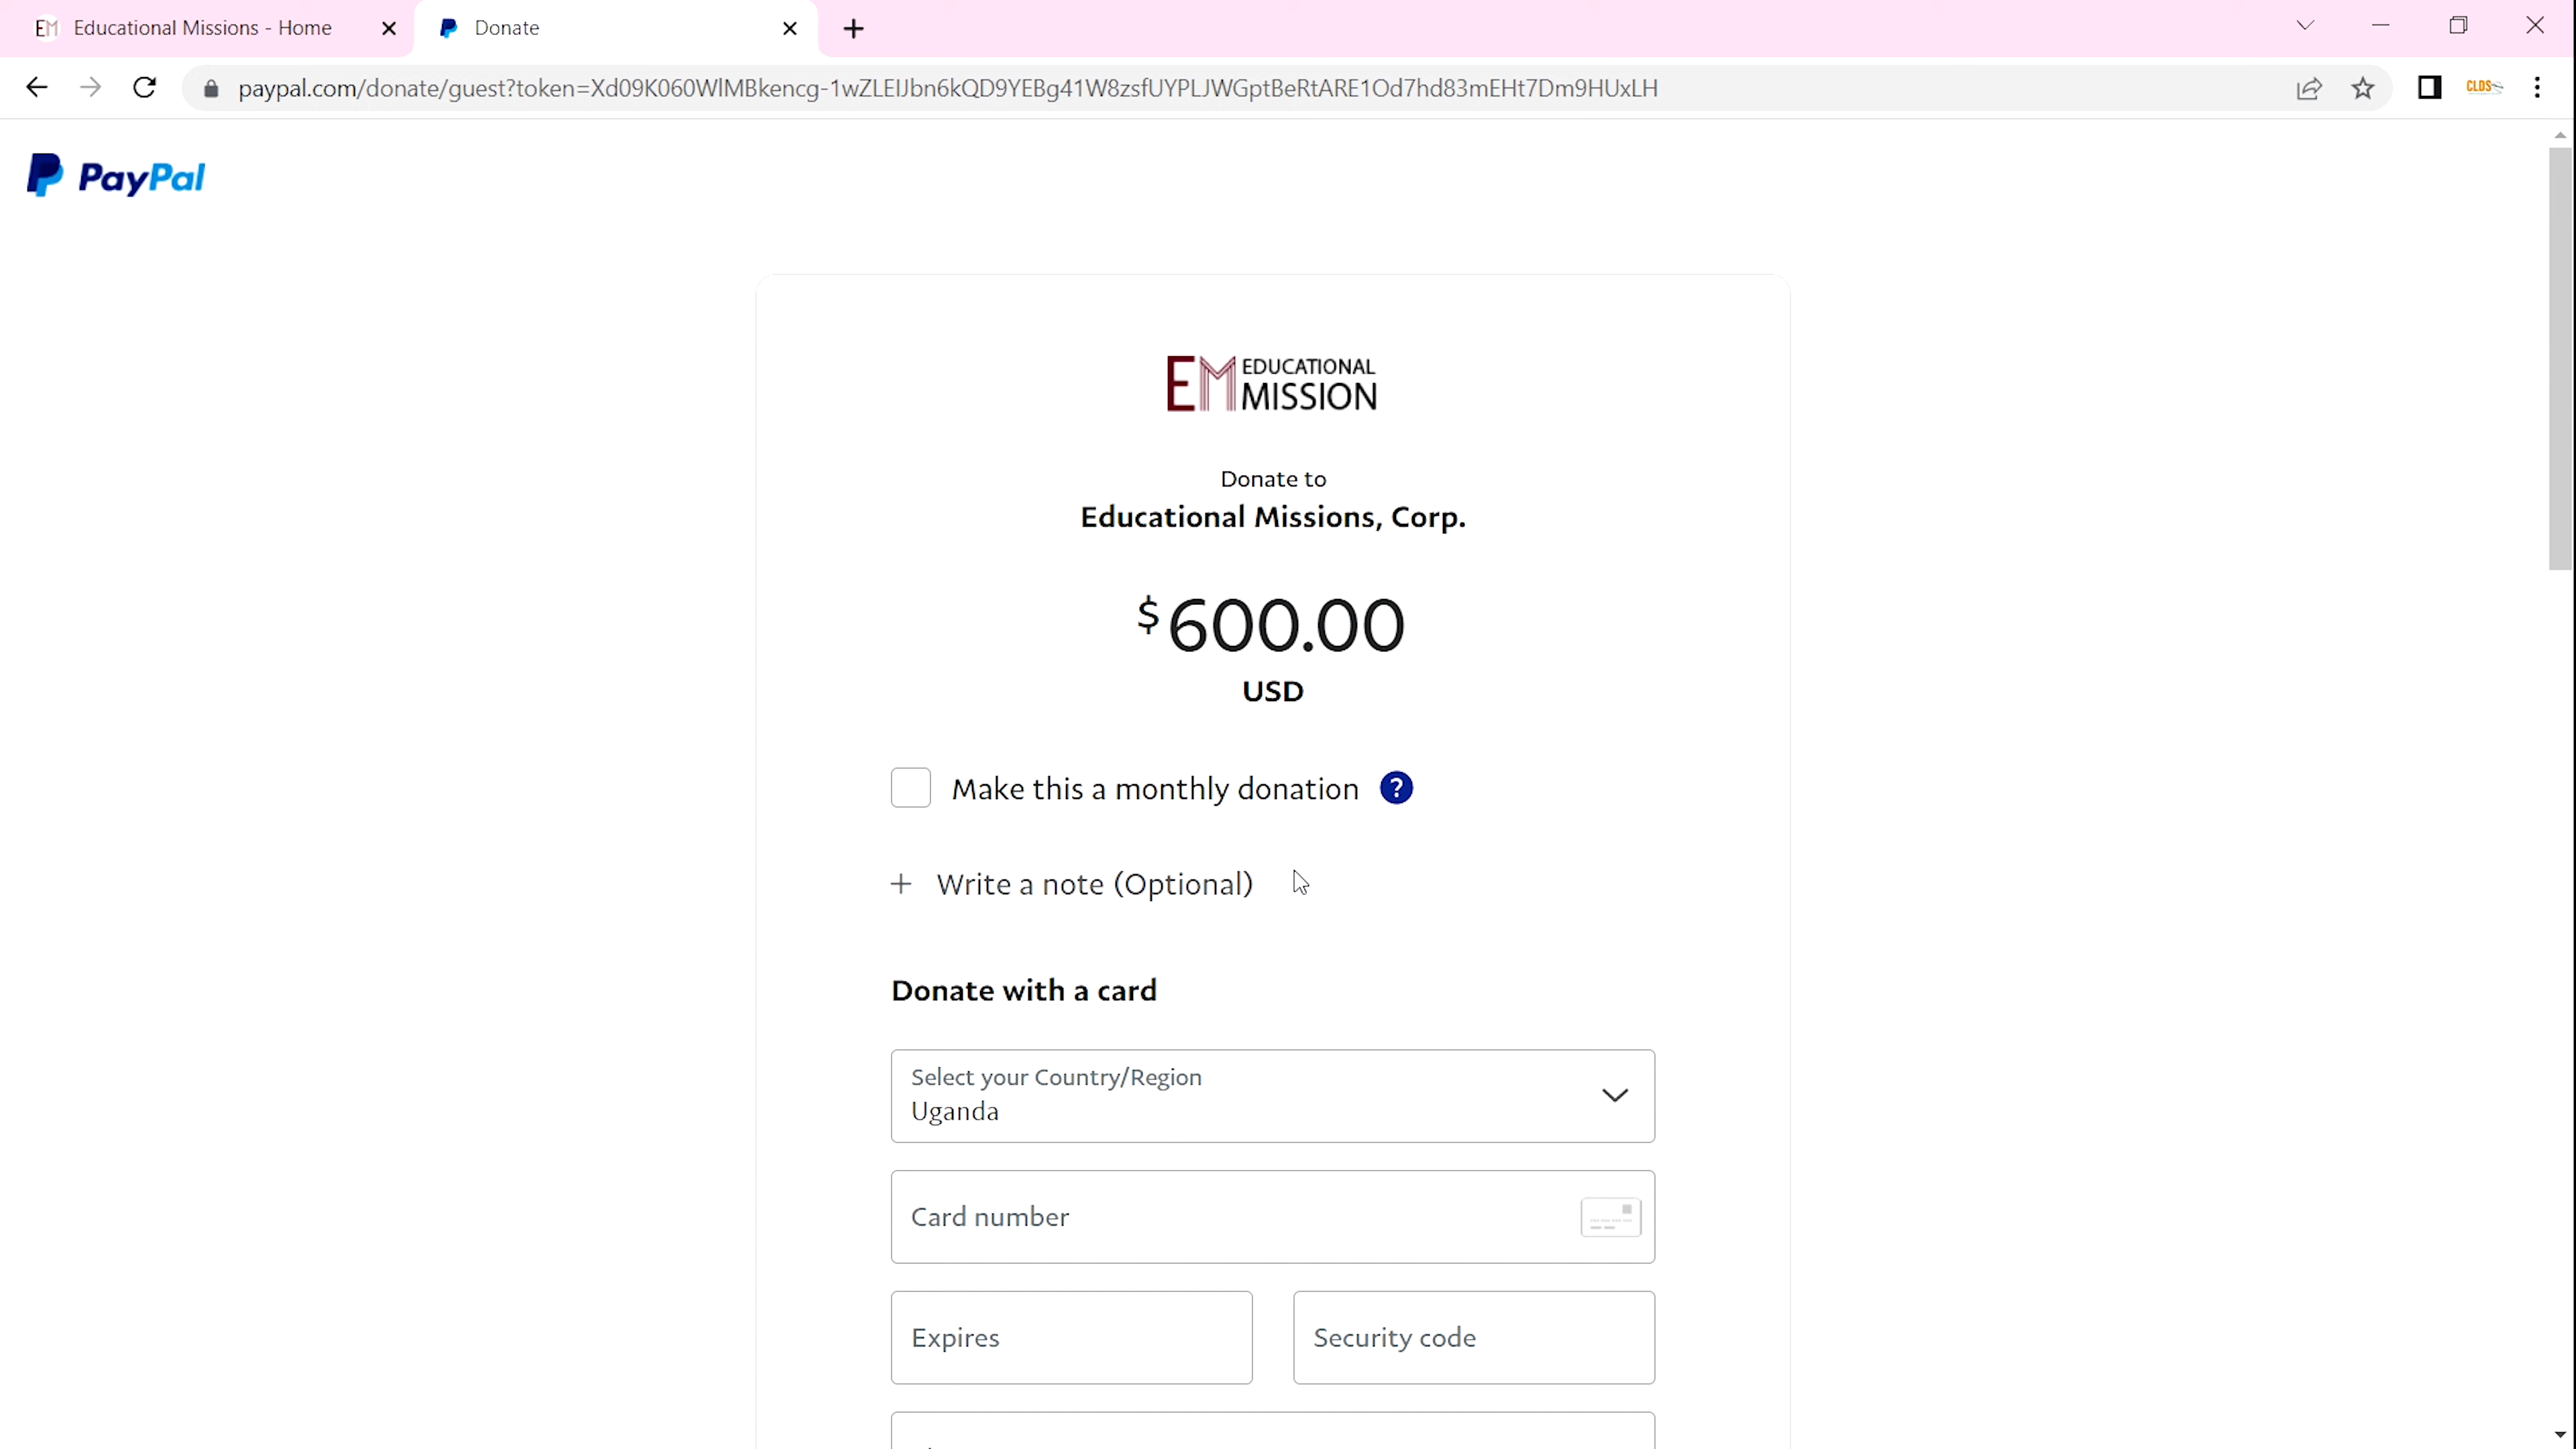 EM Educational Missions - Home
Donate
paypal.com/donate/guest?token=Xd09K060WlMBkencg-1wZLEIJbn6kQD9YEBg41W8zsfUYPLJWGptBeRtARE1Od7hd83mEHt7Dm9HUxLH
CLDS
PayPal
EM EDUCATIONAL MISSION
Donate to
Educational Missions, Corp.
$600.00
USD
Make this a monthly donation ?
+ Write a note (Optional)
Donate with a card
Select your Country/Region
Uganda
Card number
Expires Security code